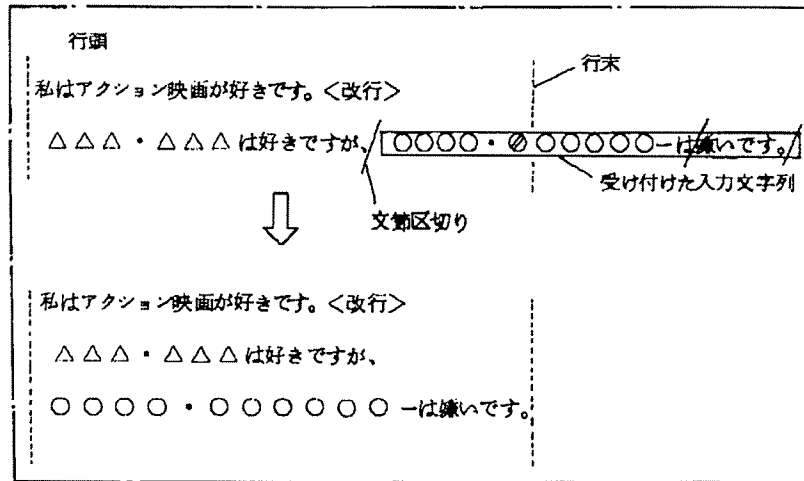 行頭
行末
私はアクション映画が好きです。<改行>
△△△・△△△は好きですが、○○○○・○○○○○○ーは嫌いです。
受け付けた入力文字列
文節区切り
私はアクション映画が好きです。<改行>
△△△・△△△は好きですが、
○○○○・○○○○○○○ーは嫌いです。